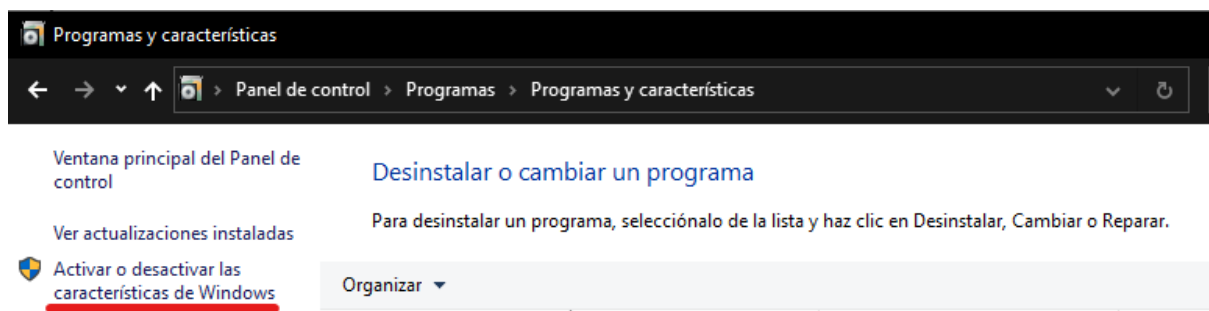 Programas y características
Panel de control > Programas > Programas y características
Ventana principal del Panel de
control
Desinstalar o cambiar un programa
Para desinstalar un programa, selecciónalo de la lista y haz clic en Desinstalar, Cambiar o Reparar.
Ver actualizaciones instaladas
Activar o desactivar las
características de Windows
Organizar